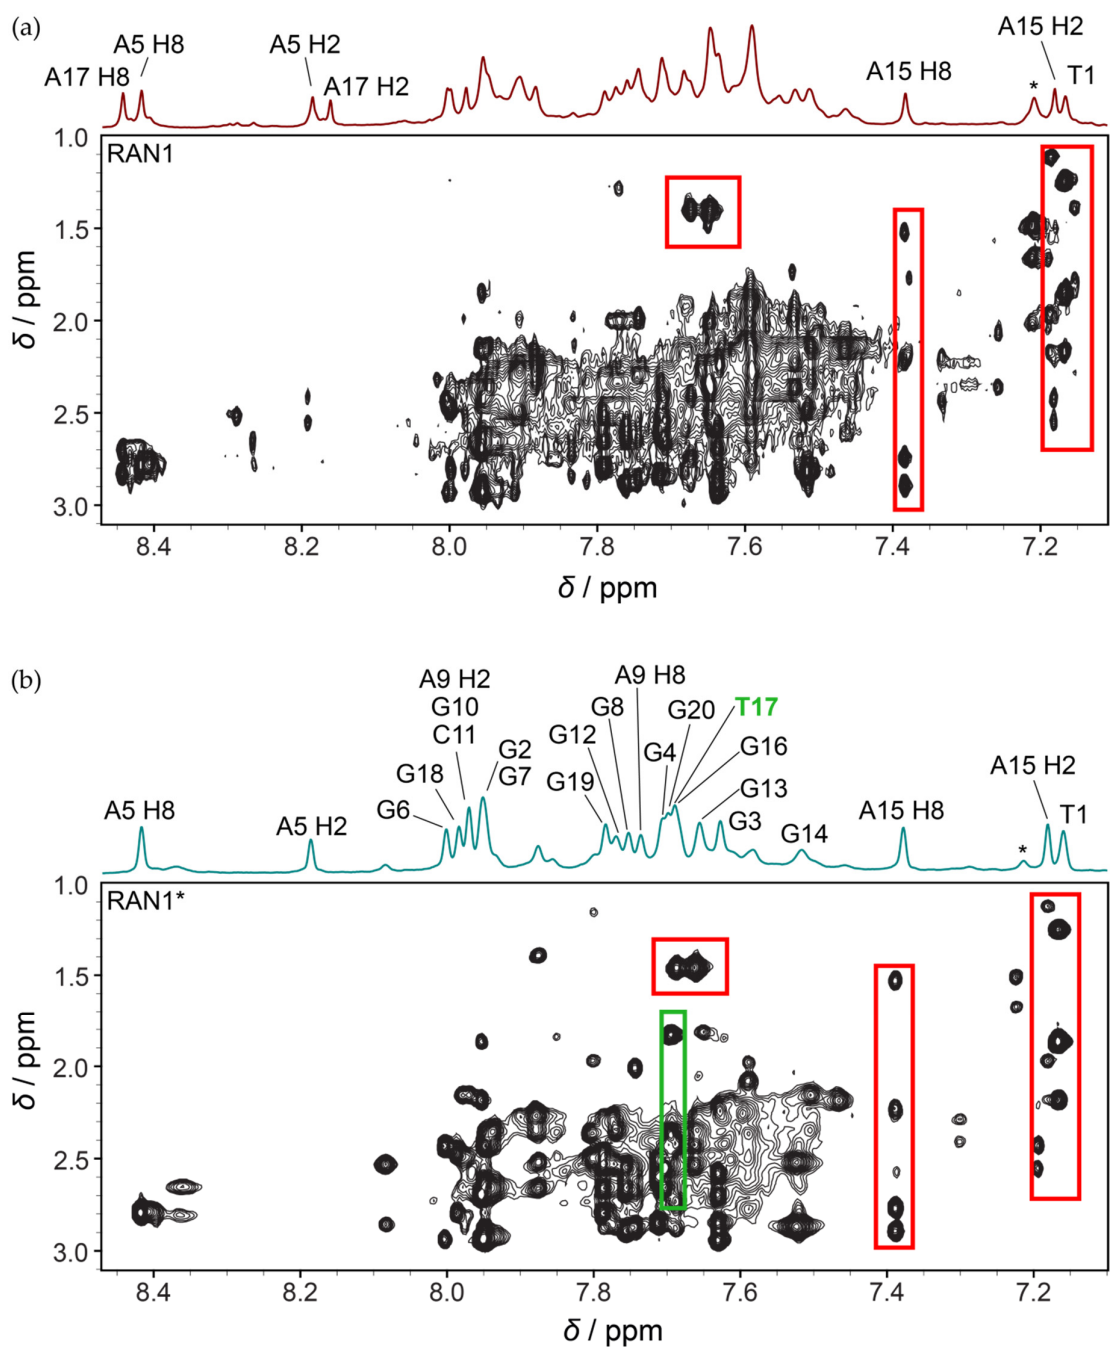 (a)
A5 H8
A17 H8
A5 H2
A17 H2
A15 H8
A15 H2
*
T1
RAN1
1.0
1.5
2.0
2.5
3.0
δ / ppm
8.4 8.2 8.0 7.8 7.6 7.4 7.2
δ / ppm
(b)
A9 H2
G10
C11
A9 H8
G8
G20
T17
G12
G2
G7
G4
G16
G18
G19
G13
A5 H8
A5 H2
G6
G3
G14
A15 H8
A15 H2
*
T1
RAN1*
1.0
1.5
2.0
2.5
3.0
δ / ppm
8.4 8.2 8.0 7.8 7.6 7.4 7.2
δ / ppm